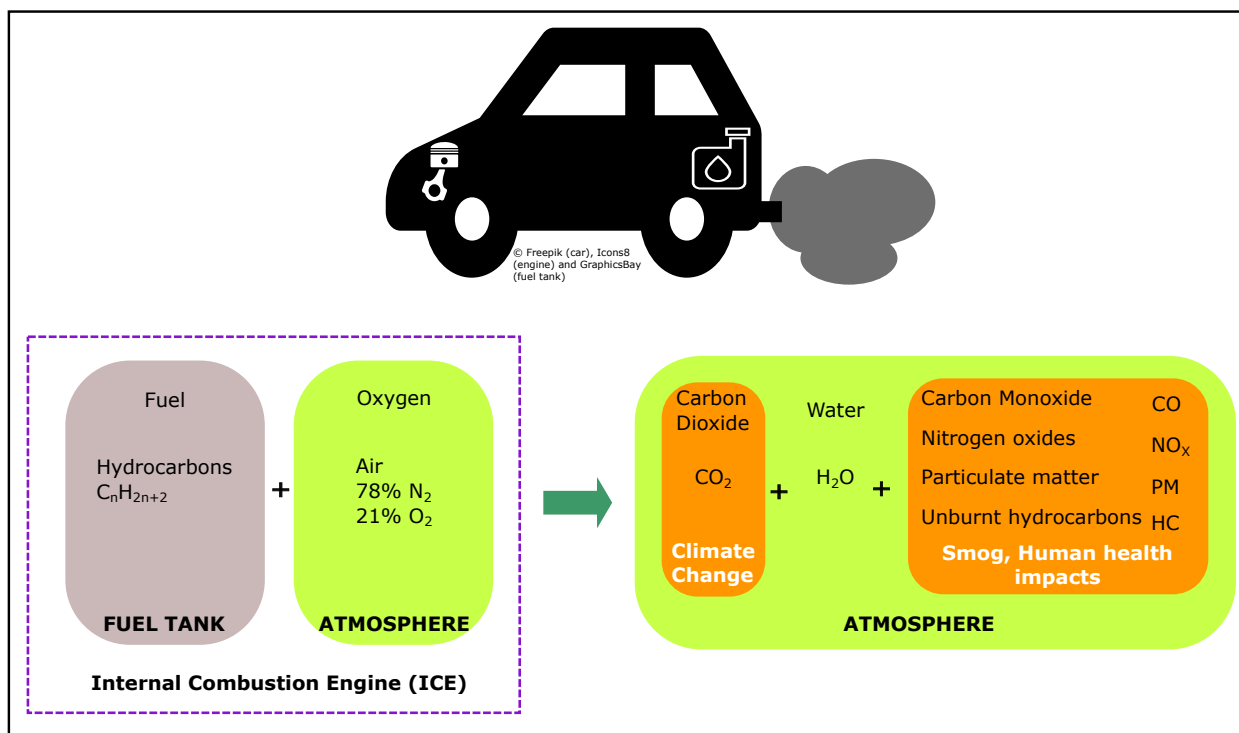 © Freepik (car), Icons8
(engine) and GraphicsBay
(fuel tank)
Fuel
Hydrocarbons
CₙH₂ₙ₊₂
FUEL TANK
+
Oxygen
Air
78% N₂
21% O₂
ATMOSPHERE
Internal Combustion Engine (ICE)
Carbon
Dioxide
CO₂
Climate
Change
+
Water
H₂O
+
Carbon Monoxide CO
Nitrogen oxides NOₓ
Particulate matter PM
Unburnt hydrocarbons HC
Smog, Human health
impacts
ATMOSPHERE